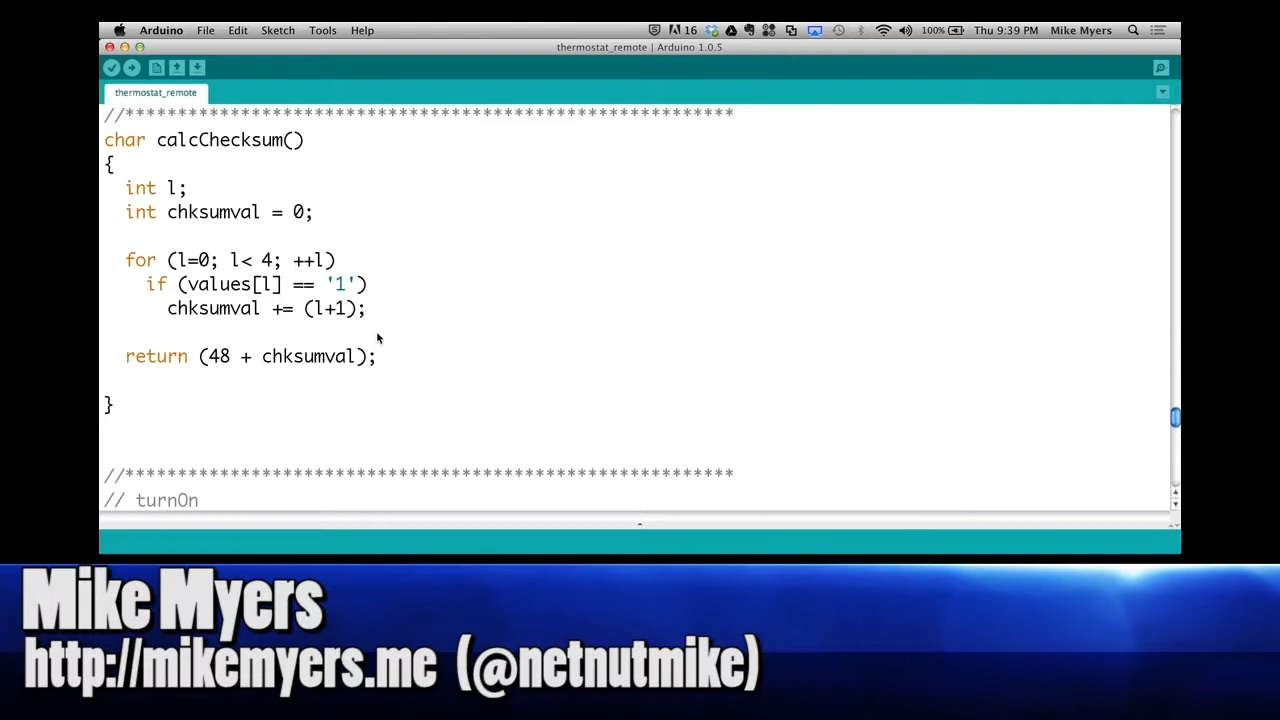 Arduino File Edit Sketch Tools Help 16 100% Thu 9:39 PM Mike Myers
thermostat_remote | Arduino 1.0.5
thermostat_remote
//**********************************************************
char calcChecksum()
{
int l;
int chksumval = 0;
for (l=0; l< 4; ++l)
if (values[l] == '1')
chksumval += (l+1);
return (48 + chksumval);
}
//**********************************************************
// turnOn
Mike Myers
http://mikemyers.me (@netnutmike)